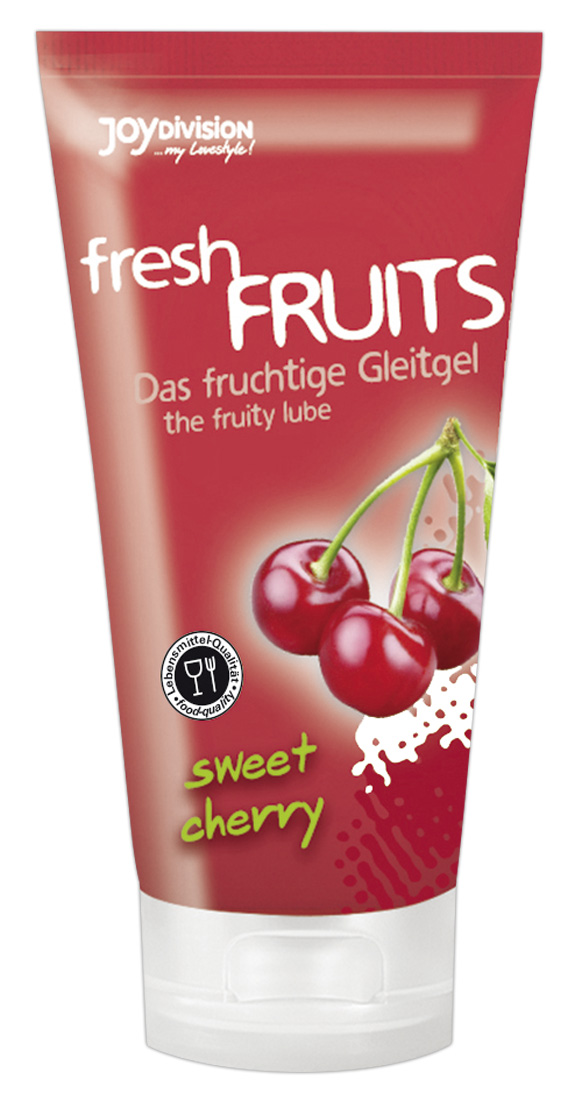 JOYDIVISION
...my Lovestyle!
fresh
FRUITS
Das fruchtige Gleitgel
the fruity lube
Lebensmittel-Qualität
• food-quality •
sweet
cherry